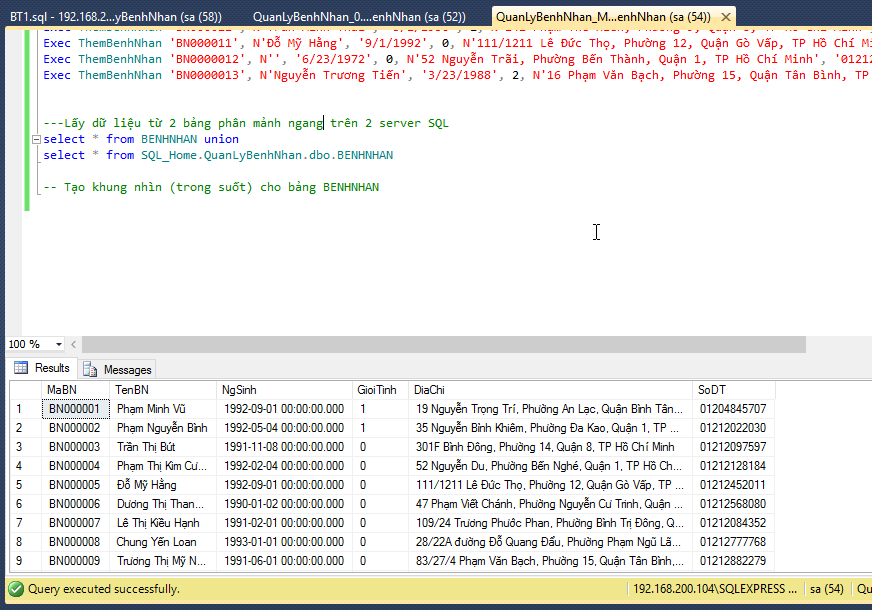 BT1.sql - 192.168.2...yBenhNhan (sa (58))
QuanLyBenhNhan_0....enhNhan (sa (52))
QuanLyBenhNhan_M...enhNhan (sa (54))
Exec ThemBenhNhan 'BN000011', N'Đỗ Mỹ Hằng', '9/1/1992', 0, N'111/1211 Lê Đức Thọ, Phường 12, Quận Gò Vấp, TP Hồ Chí Mi
Exec ThemBenhNhan 'BN0000012', N'', '6/23/1972', 0, N'52 Nguyễn Trãi, Phường Bến Thành, Quận 1, TP Hồ Chí Minh', '01212
Exec ThemBenhNhan 'BN0000013', N'Nguyễn Trương Tiến', '3/23/1988', 2, N'16 Phạm Văn Bạch, Phường 15, Quận Tân Bình, TP
---Lấy dữ liệu từ 2 bảng phân mảnh ngang trên 2 server SQL
select * from BENHNHAN union
select * from SQL_Home.QuanLyBenhNhan.dbo.BENHNHAN
-- Tạo khung nhìn (trong suốt) cho bảng BENHNHAN
100 %
Results Messages
MaBN TenBN NgSinh GioiTinh DiaChi SoDT
1 BN000001 Phạm Minh Vũ 1992-09-01 00:00:00.000 1 19 Nguyễn Trọng Trí, Phường An Lạc, Quận Bình Tân... 01204845707
2 BN000002 Phạm Nguyễn Bình 1992-05-04 00:00:00.000 1 35 Nguyễn Bỉnh Khiêm, Phường Đa Kao, Quận 1, TP ... 01212022030
3 BN000003 Trần Thị Bút 1991-11-08 00:00:00.000 0 301F Bình Đông, Phường 14, Quận 8, TP Hồ Chí Minh 01212097597
4 BN000004 Phạm Thị Kim Cư... 1992-02-04 00:00:00.000 0 52 Nguyễn Du, Phường Bến Nghé, Quận 1, TP Hồ Ch... 01212128184
5 BN000005 Đỗ Mỹ Hằng 1992-09-01 00:00:00.000 0 111/1211 Lê Đức Thọ, Phường 12, Quận Gò Vấp, TP ... 01212452011
6 BN000006 Dương Thị Than... 1990-01-02 00:00:00.000 0 47 Phạm Viết Chánh, Phường Nguyễn Cư Trinh, Quận ... 01212568080
7 BN000007 Lê Thị Kiều Hạnh 1991-02-01 00:00:00.000 0 109/24 Trương Phước Phan, Phường Bình Trị Đông, Q... 01212084352
8 BN000008 Chung Yến Loan 1993-01-01 00:00:00.000 0 28/22A đường Đỗ Quang Đẩu, Phường Phạm Ngũ Lã... 01212777768
9 BN000009 Trương Thị Mỹ N... 1991-06-01 00:00:00.000 0 83/27/4 Phạm Văn Bạch, Phường 15, Quận Tân Bình,... 01212882279
Query executed successfully. 192.168.200.104\SQLEXPRESS ... sa (54) Qu